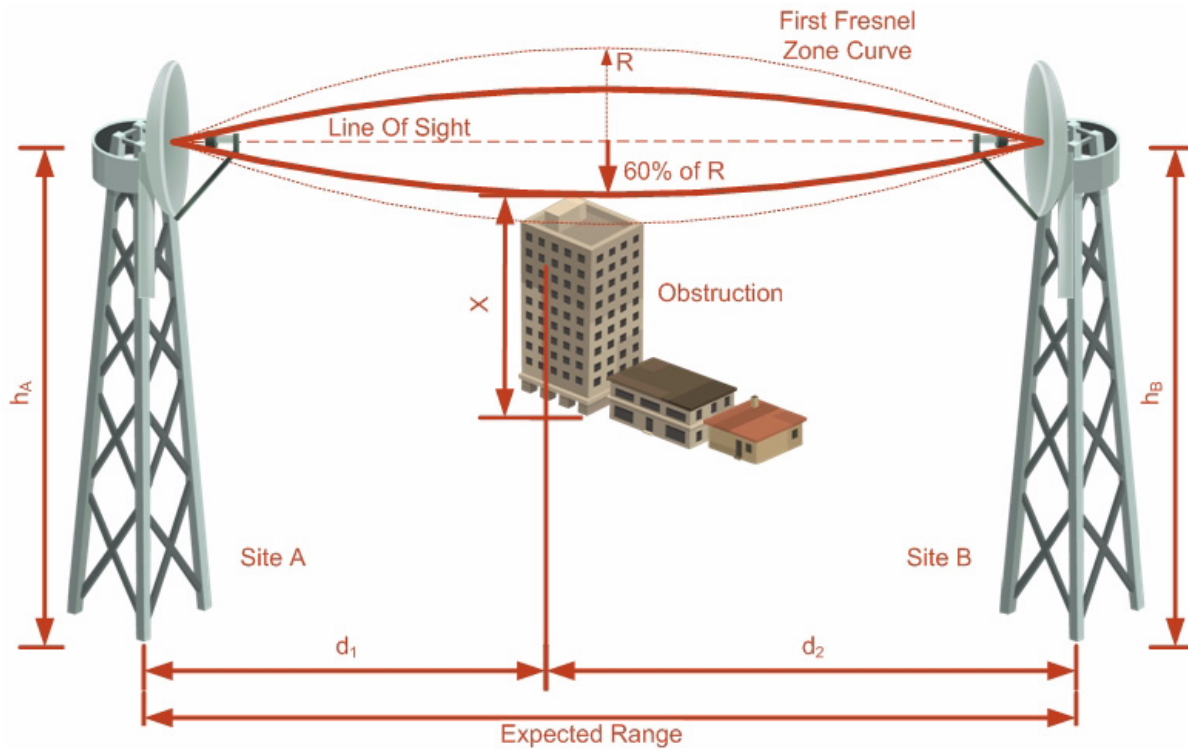 First Fresnel
Zone Curve
R
Line Of Sight
60% of R
X
Obstruction
hA
hB
Site A
Site B
d1
d2
Expected Range